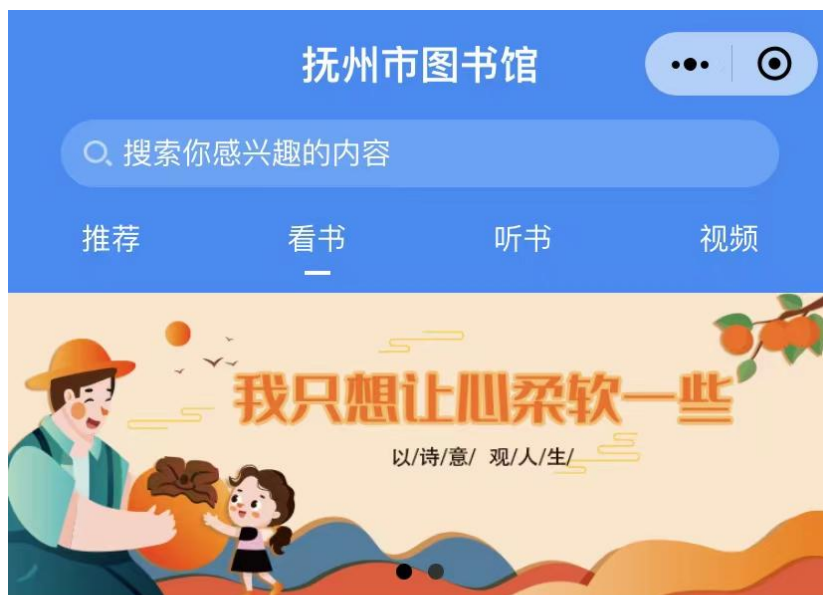 抚州市图书馆
搜索你感兴趣的内容
推荐 看书 听书 视频
我只想让心柔软一些
以/诗/意/ 观/人/生/